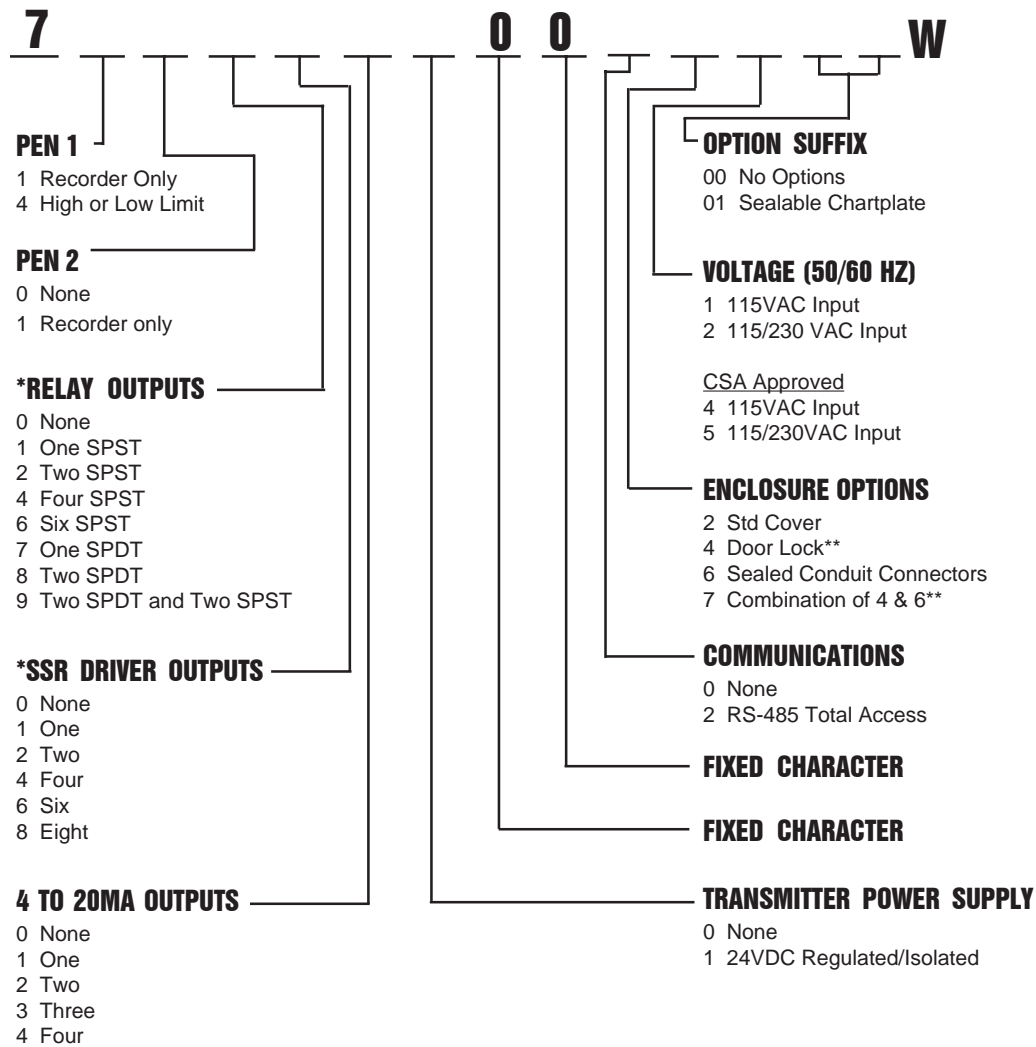 7 0 0 W
PEN 1
1 Recorder Only
4 High or Low Limit
PEN 2
0 None
1 Recorder only
*RELAY OUTPUTS
0 None
1 One SPST
2 Two SPST
4 Four SPST
6 Six SPST
7 One SPDT
8 Two SPDT
9 Two SPDT and Two SPST
*SSR DRIVER OUTPUTS
0 None
1 One
2 Two
4 Four
6 Six
8 Eight
4 TO 20MA OUTPUTS
0 None
1 One
2 Two
3 Three
4 Four
OPTION SUFFIX
00 No Options
01 Sealable Chartplate
VOLTAGE (50/60 HZ)
1 115VAC Input
2 115/230 VAC Input
CSA Approved
4 115VAC Input
5 115/230VAC Input
ENCLOSURE OPTIONS
2 Std Cover
4 Door Lock**
6 Sealed Conduit Connectors
7 Combination of 4 & 6**
COMMUNICATIONS
0 None
2 RS-485 Total Access
FIXED CHARACTER
FIXED CHARACTER
TRANSMITTER POWER SUPPLY
0 None
1 24VDC Regulated/Isolated